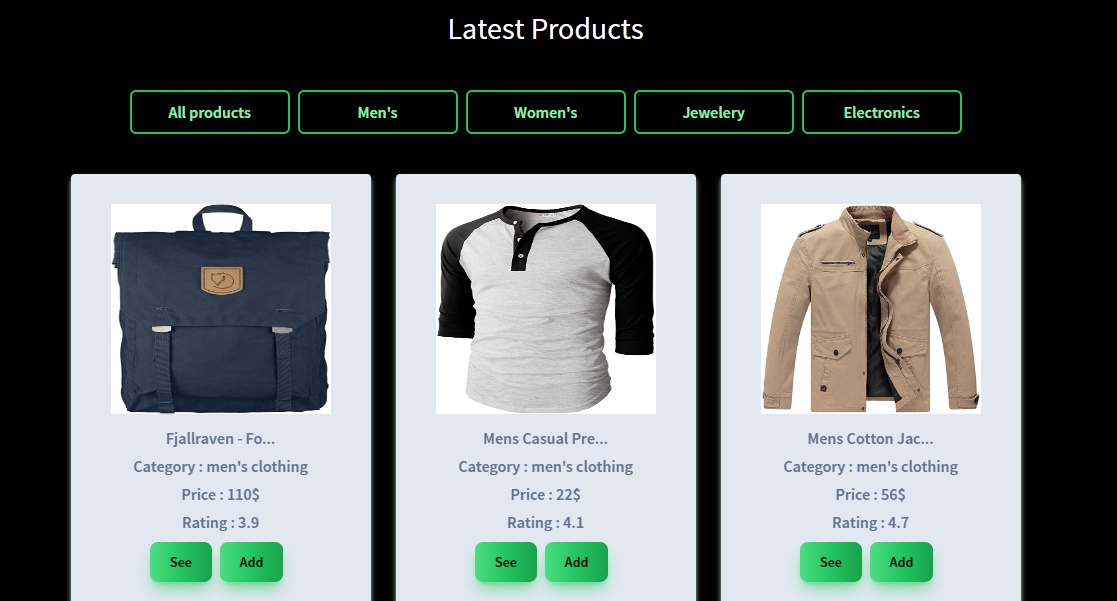 Latest Products
All products
Men's
Women's
Jewelery
Electronics
Fjallraven - Fo...
Category : men's clothing
Price : 110$
Rating : 3.9
See
Add
Mens Casual Pre...
Category : men's clothing
Price : 22$
Rating : 4.1
See
Add
Mens Cotton Jac...
Category : men's clothing
Price : 56$
Rating : 4.7
See
Add